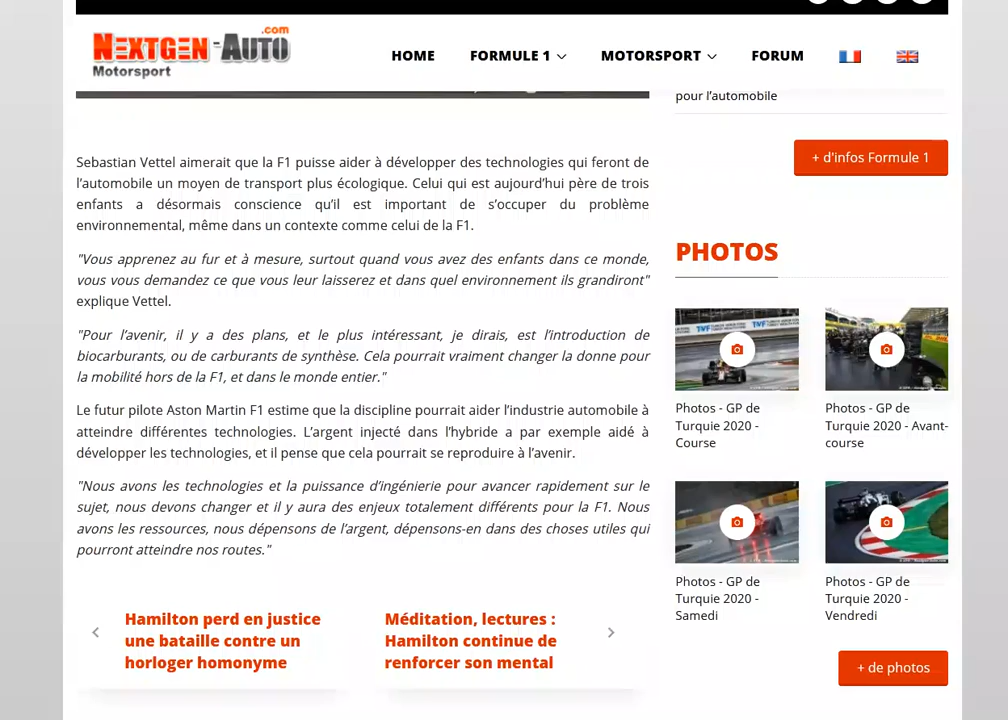 NEXTGEN-AUTO
.com
Motorsport
HOME
FORMULE 1
MOTORSPORT
FORUM
pour l’automobile
+ d'infos Formule 1
Sebastian Vettel aimerait que la F1 puisse aider à développer des technologies qui feront de
l’automobile un moyen de transport plus écologique. Celui qui est aujourd’hui père de trois
enfants a désormais conscience qu’il est important de s’occuper du problème
environnemental, même dans un contexte comme celui de la F1.
"Vous apprenez au fur et à mesure, surtout quand vous avez des enfants dans ce monde,
vous vous demandez ce que vous leur laisserez et dans quel environnement ils grandiront"
explique Vettel.
"Pour l’avenir, il y a des plans, et le plus intéressant, je dirais, est l’introduction de
biocarburants, ou de carburants de synthèse. Cela pourrait vraiment changer la donne pour
la mobilité hors de la F1, et dans le monde entier."
Le futur pilote Aston Martin F1 estime que la discipline pourrait aider l’industrie automobile à
atteindre différentes technologies. L’argent injecté dans l’hybride a par exemple aidé à
développer les technologies, et il pense que cela pourrait se reproduire à l’avenir.
"Nous avons les technologies et la puissance d’ingénierie pour avancer rapidement sur le
sujet, nous devons changer et il y aura des enjeux totalement différents pour la F1. Nous
avons les ressources, nous dépensons de l’argent, dépensons-en dans des choses utiles qui
pourront atteindre nos routes."
Hamilton perd en justice
une bataille contre un
horloger homonyme
Méditation, lectures :
Hamilton continue de
renforcer son mental
PHOTOS
Photos - GP de
Turquie 2020 -
Course
Photos - GP de
Turquie 2020 - Avant-
course
Photos - GP de
Turquie 2020 -
Samedi
Photos - GP de
Turquie 2020 -
Vendredi
+ de photos